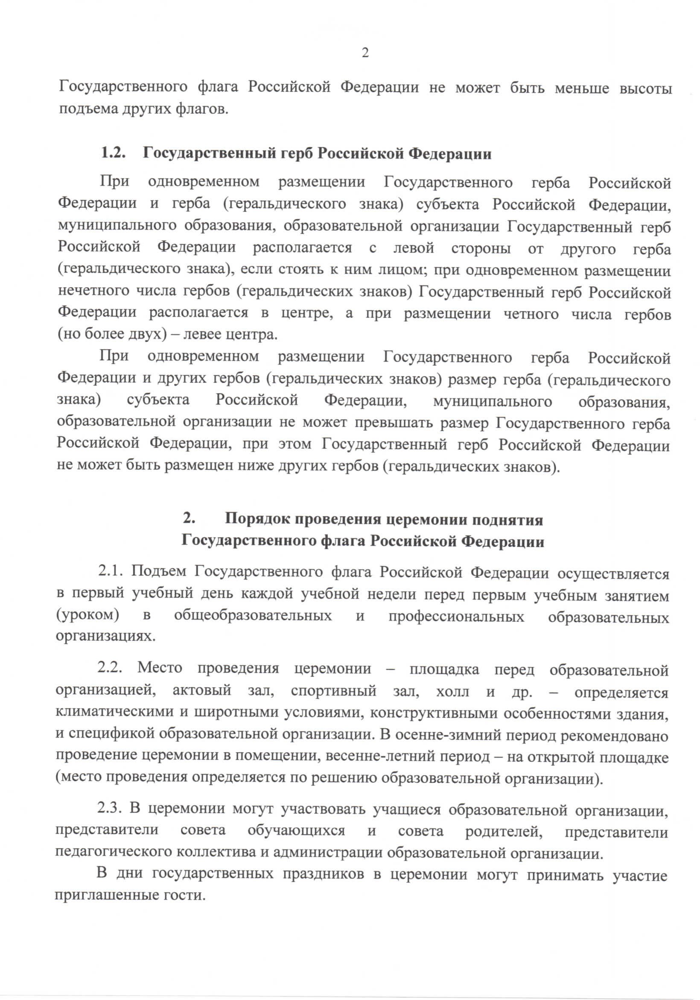 2
Государственного флага Российской Федерации не может быть меньше высоты
подъема других флагов.
1.2. Государственный герб Российской Федерации
При одновременном размещении Государственного герба Российской
Федерации и герба (геральдического знака) субъекта Российской Федерации,
муниципального образования, образовательной организации Государственный герб
Российской Федерации располагается с левой стороны от другого герба
(геральдического знака), если стоять к ним лицом; при одновременном размещении
нечетного числа гербов (геральдических знаков) Государственный герб Российской
Федерации располагается в центре, а при размещении четного числа гербов
(но более двух) – левее центра.
При одновременном размещении Государственного герба Российской
Федерации и других гербов (геральдических знаков) размер герба (геральдического
знака) субъекта Российской Федерации, муниципального образования,
образовательной организации не может превышать размер Государственного герба
Российской Федерации, при этом Государственный герб Российской Федерации
не может быть размещен ниже других гербов (геральдических знаков).
2. Порядок проведения церемонии поднятия
Государственного флага Российской Федерации
2.1. Подъем Государственного флага Российской Федерации осуществляется
в первый учебный день каждой учебной недели перед первым учебным занятием
(уроком) в общеобразовательных и профессиональных образовательных
организациях.
2.2. Место проведения церемонии – площадка перед образовательной
организацией, актовый зал, спортивный зал, холл и др. – определяется
климатическими и широтными условиями, конструктивными особенностями здания,
и спецификой образовательной организации. В осенне-зимний период рекомендовано
проведение церемонии в помещении, весенне-летний период – на открытой площадке
(место проведения определяется по решению образовательной организации).
2.3. В церемонии могут участвовать учащиеся образовательной организации,
представители совета обучающихся и совета родителей, представители
педагогического коллектива и администрации образовательной организации.
В дни государственных праздников в церемонии могут принимать участие
приглашенные гости.